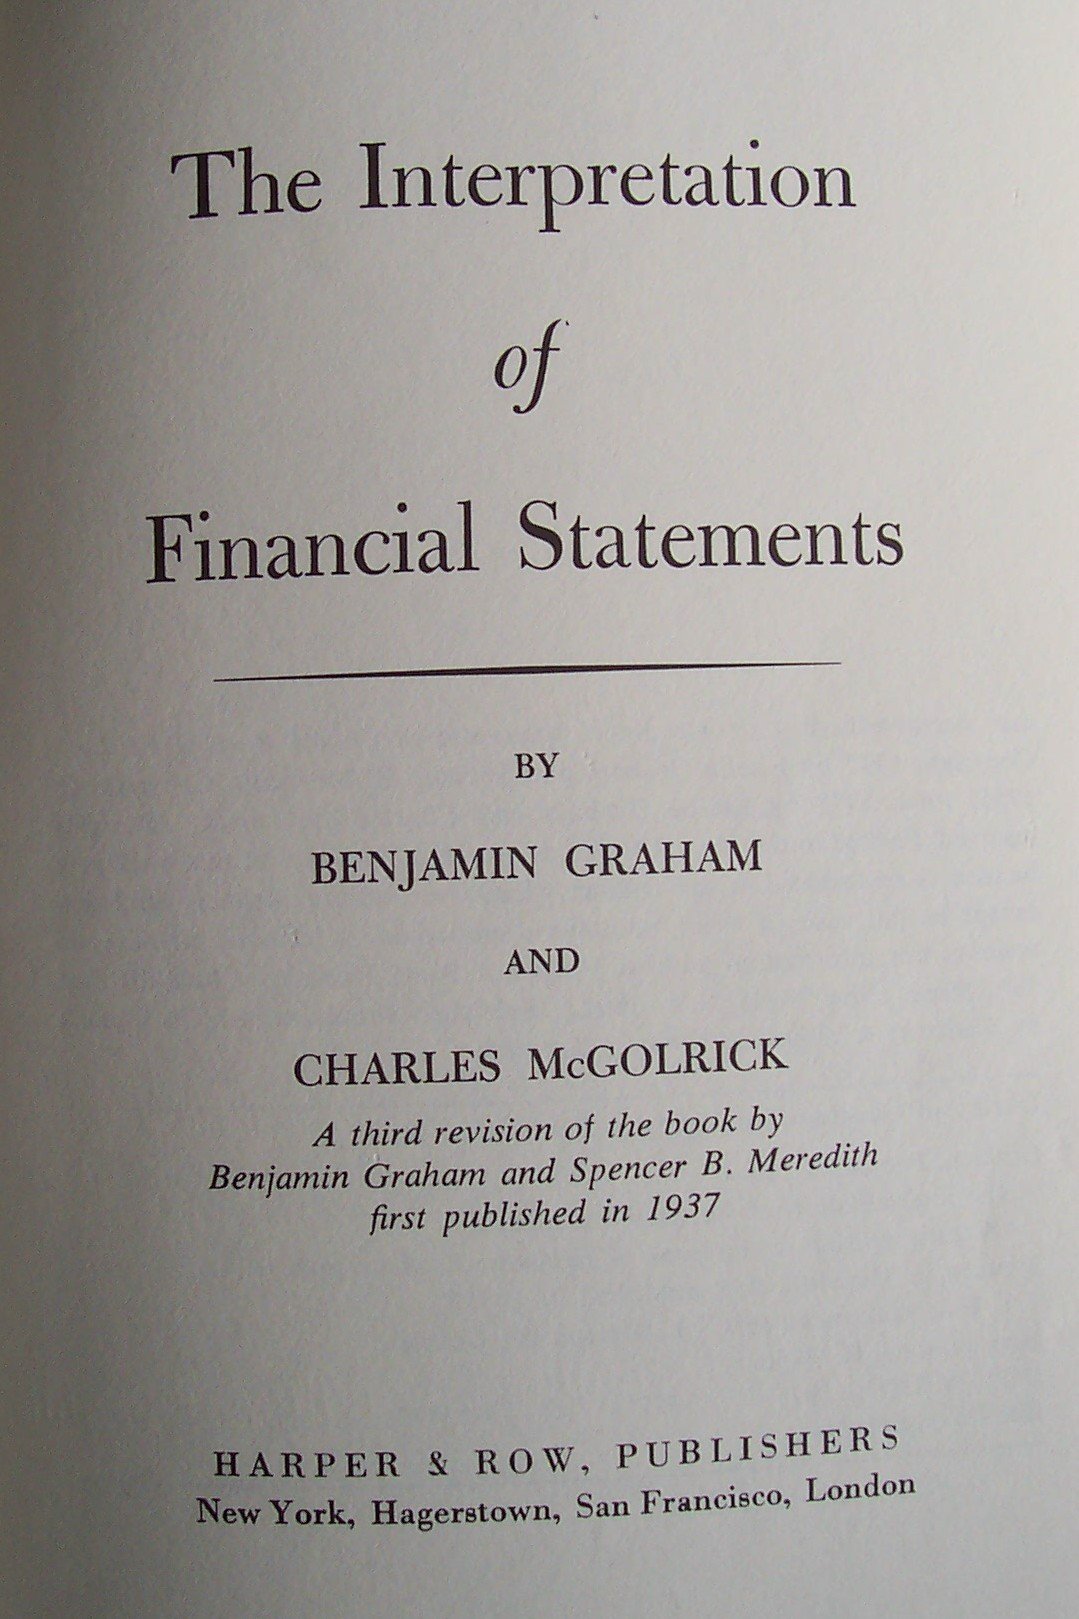 The Interpretation
of
Financial Statements
BY
BENJAMIN GRAHAM
AND
CHARLES McGOLRICK
A third revision of the book by
Benjamin Graham and Spencer B. Meredith
first published in 1937
HARPER & ROW, PUBLISHERS
New York, Hagerstown, San Francisco, London